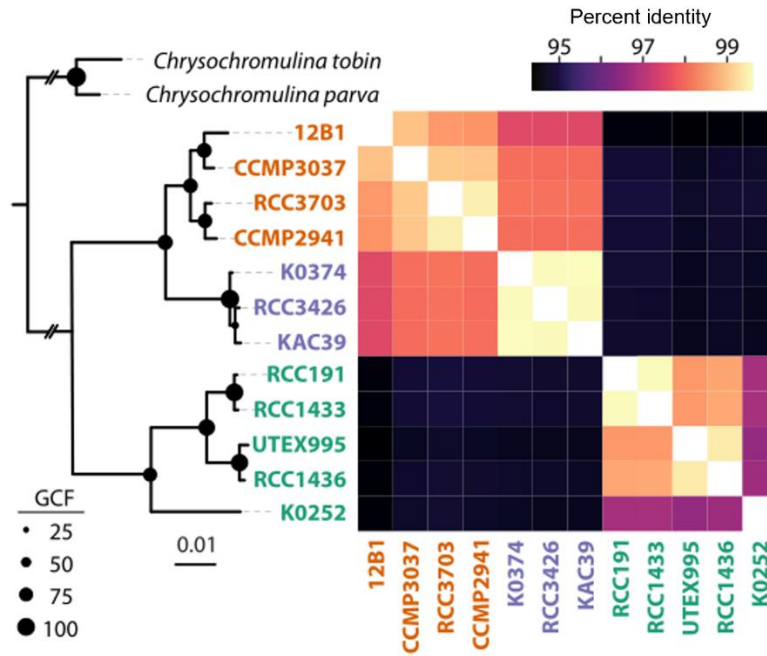 Percent identity
95 97 99
Chrysochromulina tobin
Chrysochromulina parva
12B1
CCMP3037
RCC3703
CCMP2941
K0374
RCC3426
KAC39
RCC191
RCC1433
UTEX995
RCC1436
K0252
GCF
25
50
75
100
0.01
12B1
CCMP3037
RCC3703
CCMP2941
K0374
RCC3426
KAC39
RCC191
RCC1433
UTEX995
RCC1436
K0252